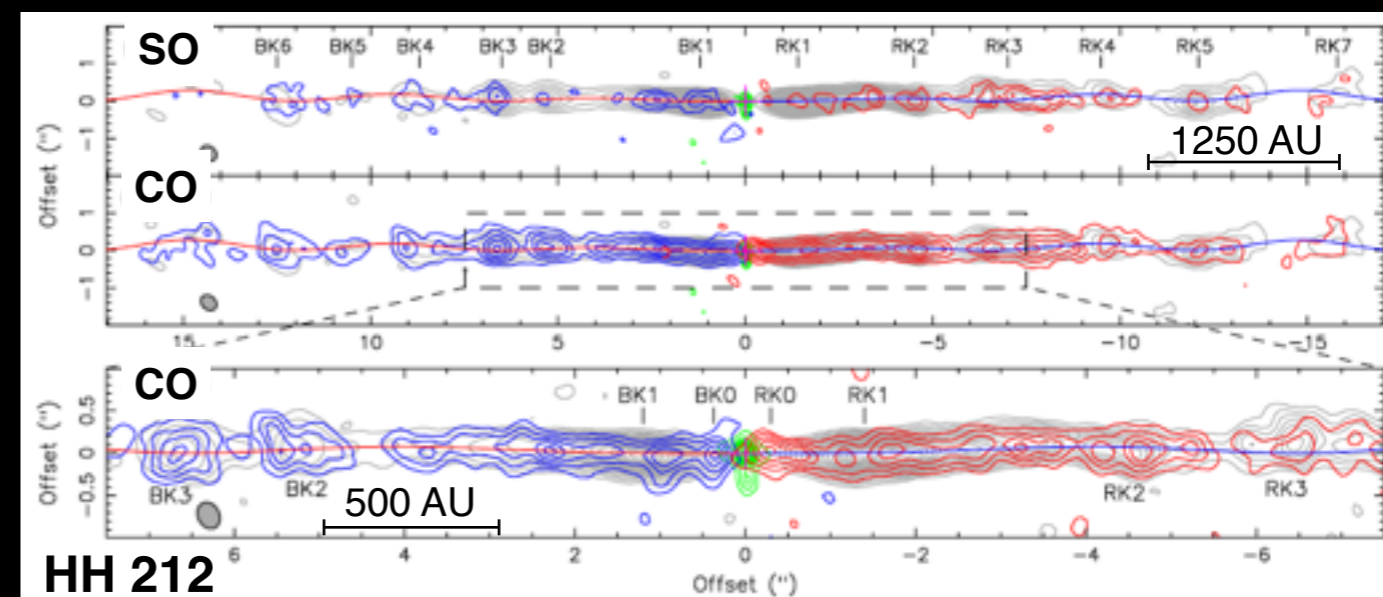 SO BK6 BK5 BK4 BK3 BK2 BK1 RK1 RK2 RK3 RK4 RK5 RK7
1
0
−1
1250 AU
Offset (")
CO
1
0
−1
15 10 5 0 −5 −10 −15
CO
BK1 BK0 RK0 RK1
0.5
0
−0.5
Offset (")
BK3 BK2 500 AU RK2 RK3
6 4 2 0 −2 −4 −6
HH 212 Offset (")